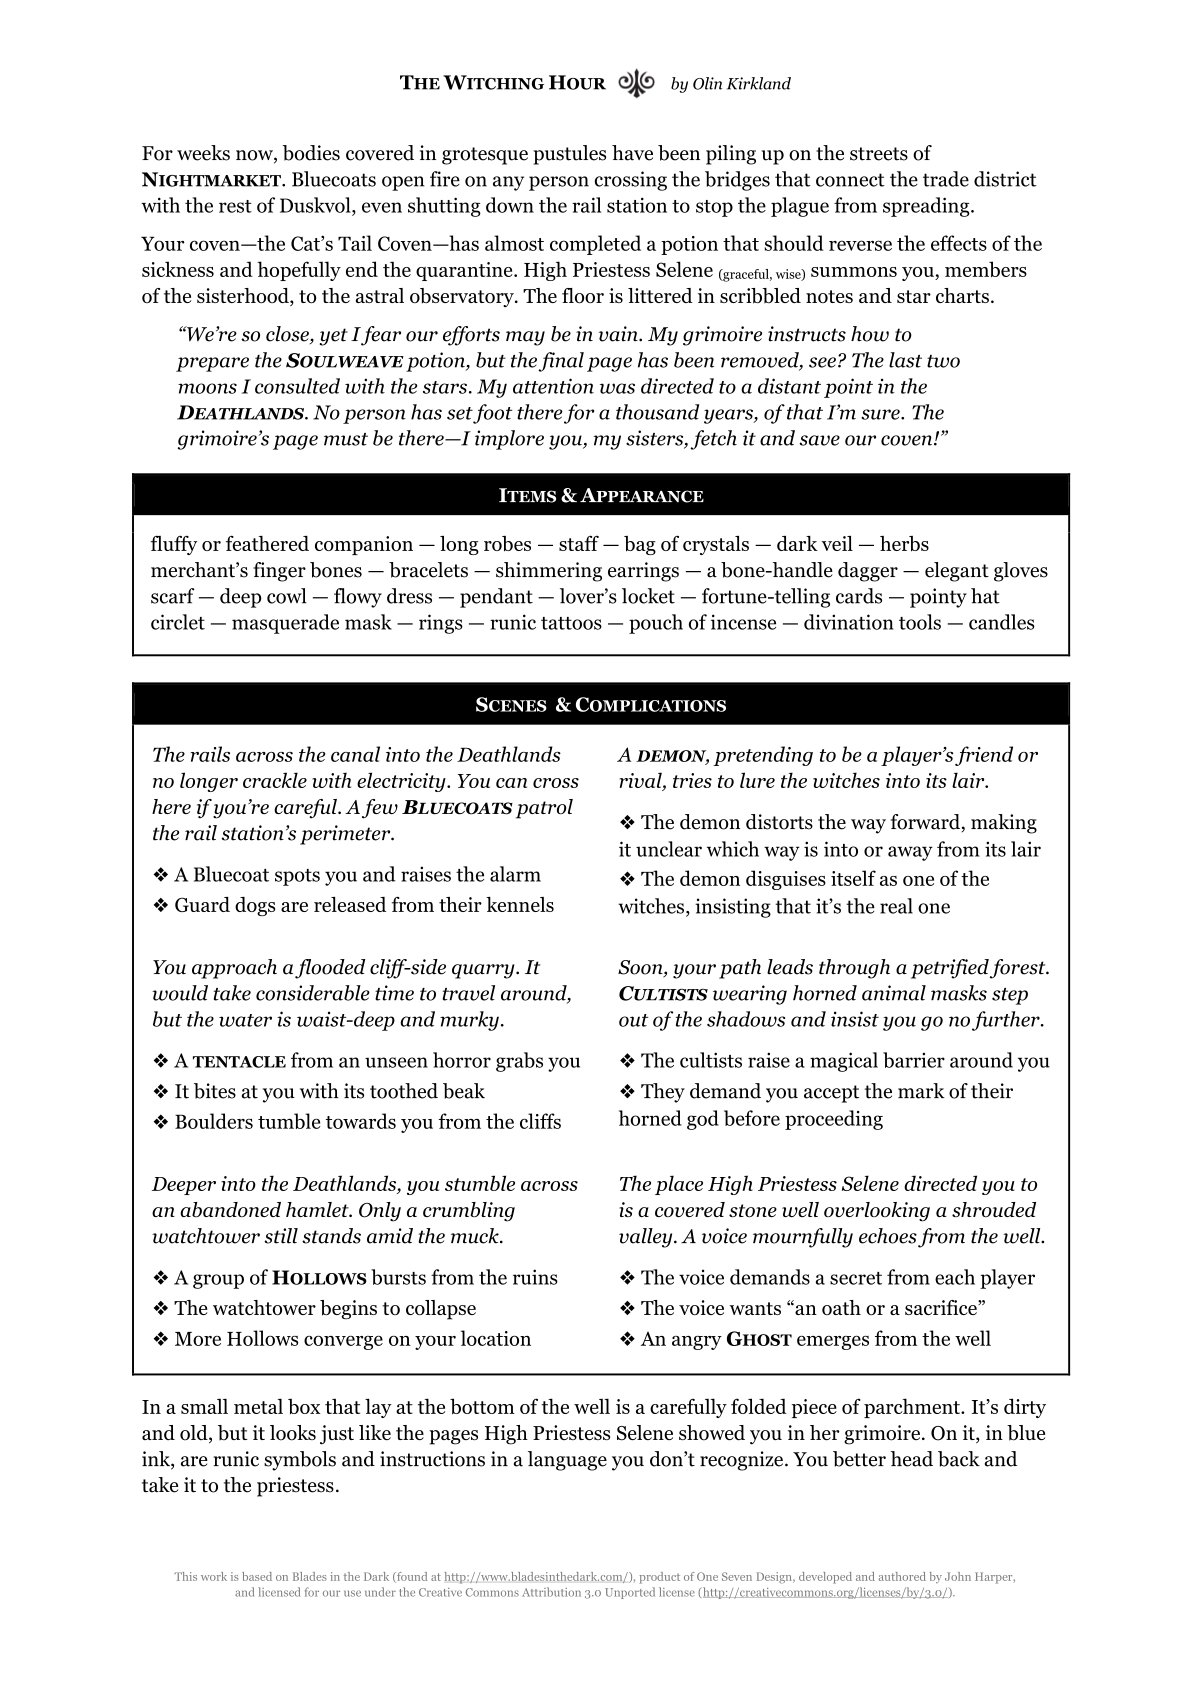 THE WITCHING HOUR by Olin Kirkland
For weeks now, bodies covered in grotesque pustules have been piling up on the streets of
NIGHTMARKET. Bluecoats open fire on any person crossing the bridges that connect the trade district
with the rest of Duskvol, even shutting down the rail station to stop the plague from spreading.
Your coven—the Cat’s Tail Coven—has almost completed a potion that should reverse the effects of the
sickness and hopefully end the quarantine. High Priestess Selene (graceful, wise) summons you, members
of the sisterhood, to the astral observatory. The floor is littered in scribbled notes and star charts.
“We’re so close, yet I fear our efforts may be in vain. My grimoire instructs how to
prepare the SOULWEAVE potion, but the final page has been removed, see? The last two
moons I consulted with the stars. My attention was directed to a distant point in the
DEATHLANDS. No person has set foot there for a thousand years, of that I’m sure. The
grimoire’s page must be there—I implore you, my sisters, fetch it and save our coven!”
ITEMS & APPEARANCE
fluffy or feathered companion — long robes — staff — bag of crystals — dark veil — herbs
merchant’s finger bones — bracelets — shimmering earrings — a bone-handle dagger — elegant gloves
scarf — deep cowl — flowy dress — pendant — lover’s locket — fortune-telling cards — pointy hat
circlet — masquerade mask — rings — runic tattoos — pouch of incense — divination tools — candles
SCENES & COMPLICATIONS
The rails across the canal into the Deathlands
no longer crackle with electricity. You can cross
here if you’re careful. A few BLUECOATS patrol
the rail station’s perimeter.
❖ A Bluecoat spots you and raises the alarm
❖ Guard dogs are released from their kennels
A DEMON, pretending to be a player’s friend or
rival, tries to lure the witches into its lair.
❖ The demon distorts the way forward, making
it unclear which way is into or away from its lair
❖ The demon disguises itself as one of the
witches, insisting that it’s the real one
You approach a flooded cliff-side quarry. It
would take considerable time to travel around,
but the water is waist-deep and murky.
❖ A TENTACLE from an unseen horror grabs you
❖ It bites at you with its toothed beak
❖ Boulders tumble towards you from the cliffs
Soon, your path leads through a petrified forest.
CULTISTS wearing horned animal masks step
out of the shadows and insist you go no further.
❖ The cultists raise a magical barrier around you
❖ They demand you accept the mark of their
horned god before proceeding
Deeper into the Deathlands, you stumble across
an abandoned hamlet. Only a crumbling
watchtower still stands amid the muck.
❖ A group of HOLLOWS bursts from the ruins
❖ The watchtower begins to collapse
❖ More Hollows converge on your location
The place High Priestess Selene directed you to
is a covered stone well overlooking a shrouded
valley. A voice mournfully echoes from the well.
❖ The voice demands a secret from each player
❖ The voice wants “an oath or a sacrifice”
❖ An angry GHOST emerges from the well
In a small metal box that lay at the bottom of the well is a carefully folded piece of parchment. It’s dirty
and old, but it looks just like the pages High Priestess Selene showed you in her grimoire. On it, in blue
ink, are runic symbols and instructions in a language you don’t recognize. You better head back and
take it to the priestess.
This work is based on Blades in the Dark (found at http://www.bladesinthedark.com/), product of One Seven Design, developed and authored by John Harper,
and licensed for our use under the Creative Commons Attribution 3.0 Unported license (http://creativecommons.org/licenses/by/3.0/).